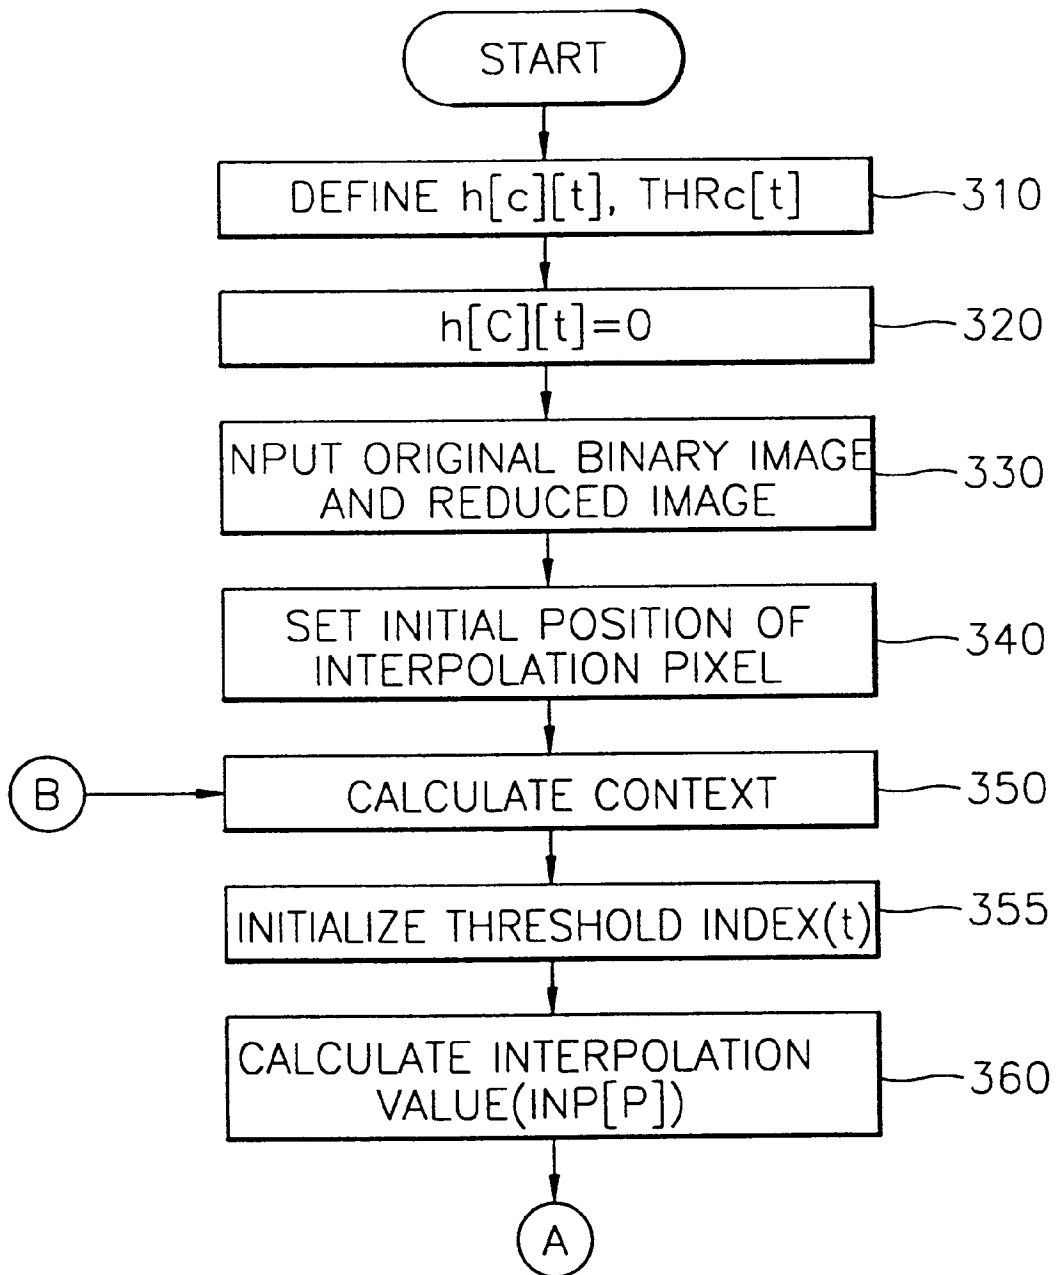 START
DEFINE h[c][t], THRc[t]
310
h[C][t]=0
320
NPUT ORIGINAL BINARY IMAGE
AND REDUCED IMAGE
330
SET INITIAL POSITION OF
INTERPOLATION PIXEL
340
B
CALCULATE CONTEXT
350
INITIALIZE THRESHOLD INDEX(t)
355
CALCULATE INTERPOLATION
VALUE(INP[P])
360
A